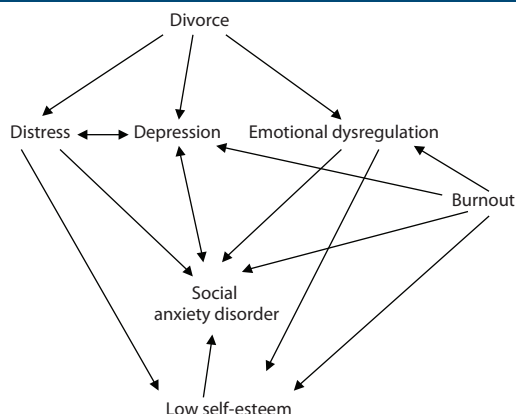 Divorce
Distress
Depression
Emotional dysregulation
Burnout
Social
anxiety disorder
Low self-esteem